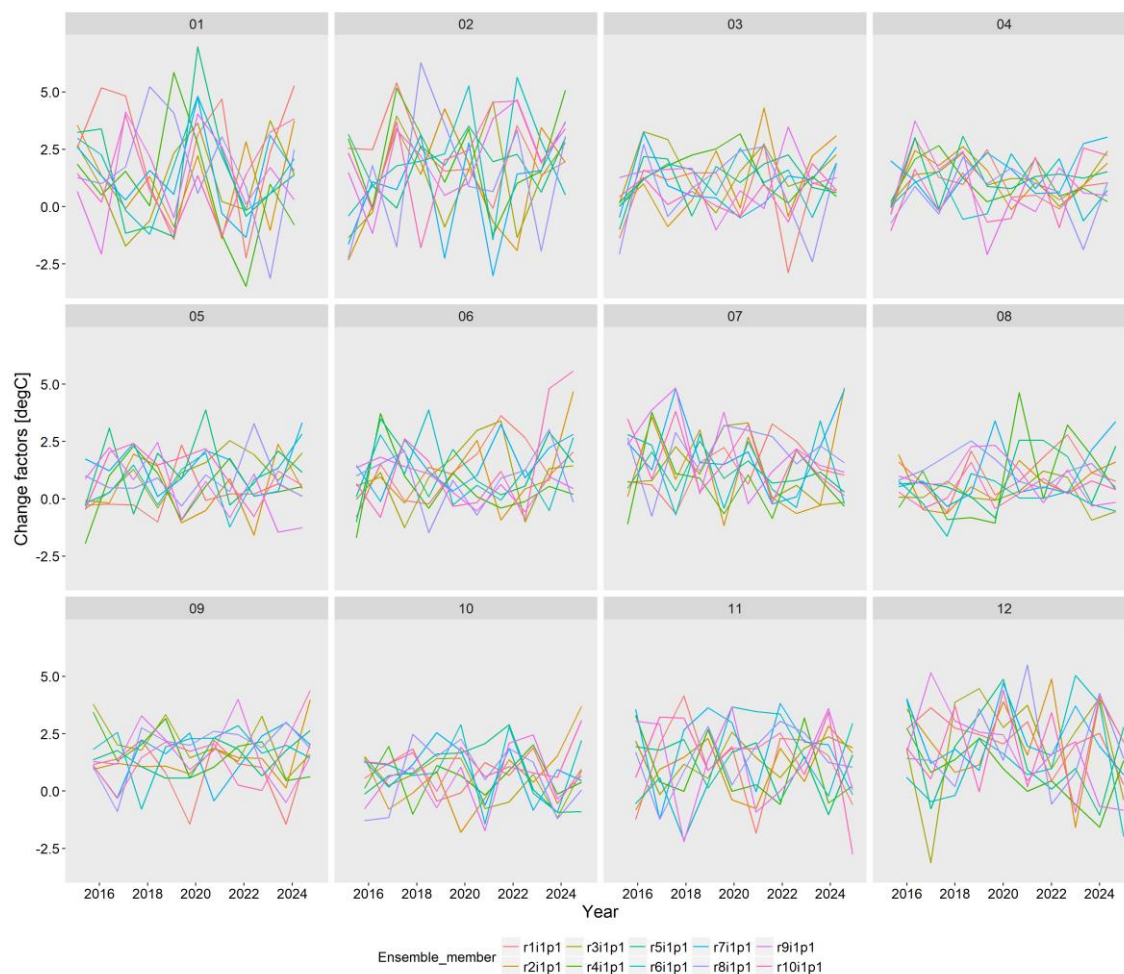 01 02 03 04
5.0
2.5
0.0
-2.5
05 06 07 08
5.0
2.5
0.0
-2.5
09 10 11 12
5.0
2.5
0.0
-2.5
Change factors [degC]
2016 2018 2020 2022 2024 2016 2018 2020 2022 2024 2016 2018 2020 2022 2024 2016 2018 2020 2022 2024
Year
Ensemble_member
r1i1p1 r3i1p1 r5i1p1 r7i1p1 r9i1p1
r2i1p1 r4i1p1 r6i1p1 r8i1p1 r10i1p1